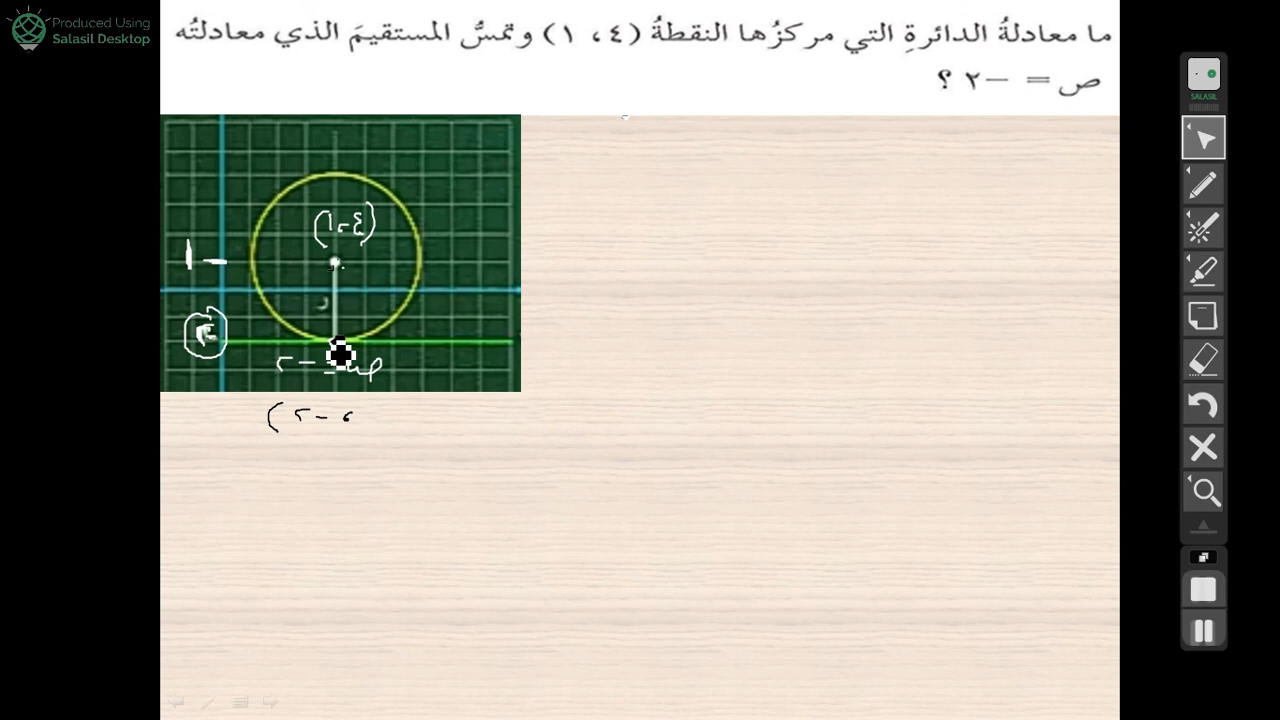 Produced Using
Salasil Desktop
ما معادلةُ الدائرةِ التي مركزُها النقطةُ (٤، ١) وتمسُّ المستقيمَ الذي معادلتُه
ص = −٢ ؟
(٤، ١)
١ −
ص = − ٢
، − ٢)
SALASIL